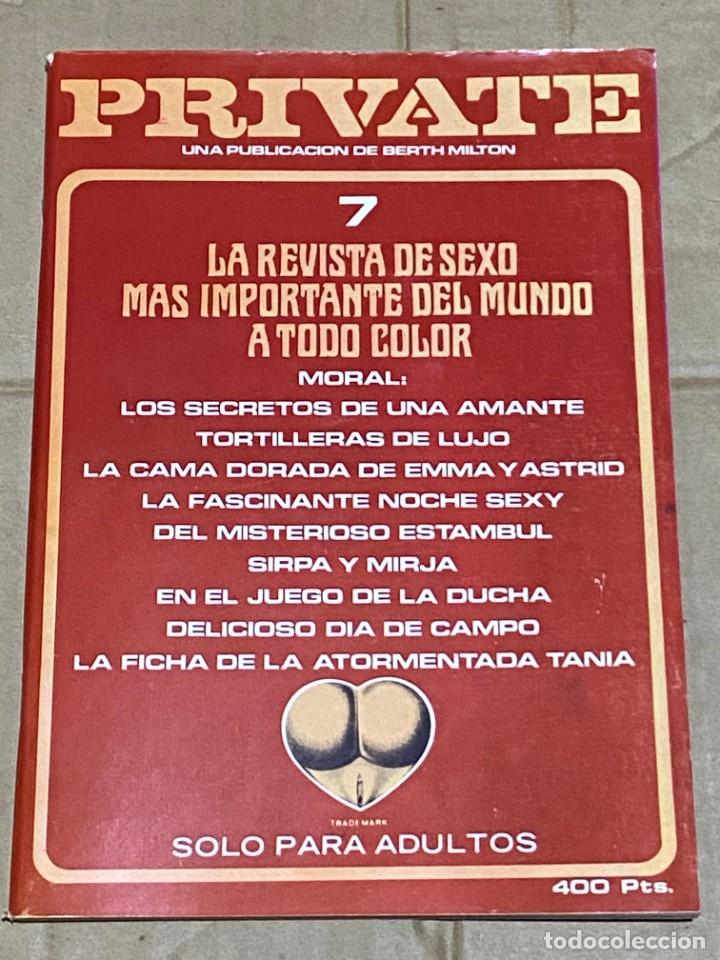 PRIVATE
UNA PUBLICACION DE BERTH MILTON
7
LA REVISTA DE SEXO
MAS IMPORTANTE DEL MUNDO
A TODO COLOR
MORAL:
LOS SECRETOS DE UNA AMANTE
TORTILLERAS DE LUJO
LA CAMA DORADA DE EMMA Y ASTRID
LA FASCINANTE NOCHE SEXY
DEL MISTERIOSO ESTAMBUL
SIRPA Y MIRJA
EN EL JUEGO DE LA DUCHA
DELICIOSO DIA DE CAMPO
LA FICHA DE LA ATORMENTADA TANIA
TRADE MARK
SOLO PARA ADULTOS
400 Pts.
todocoleccion